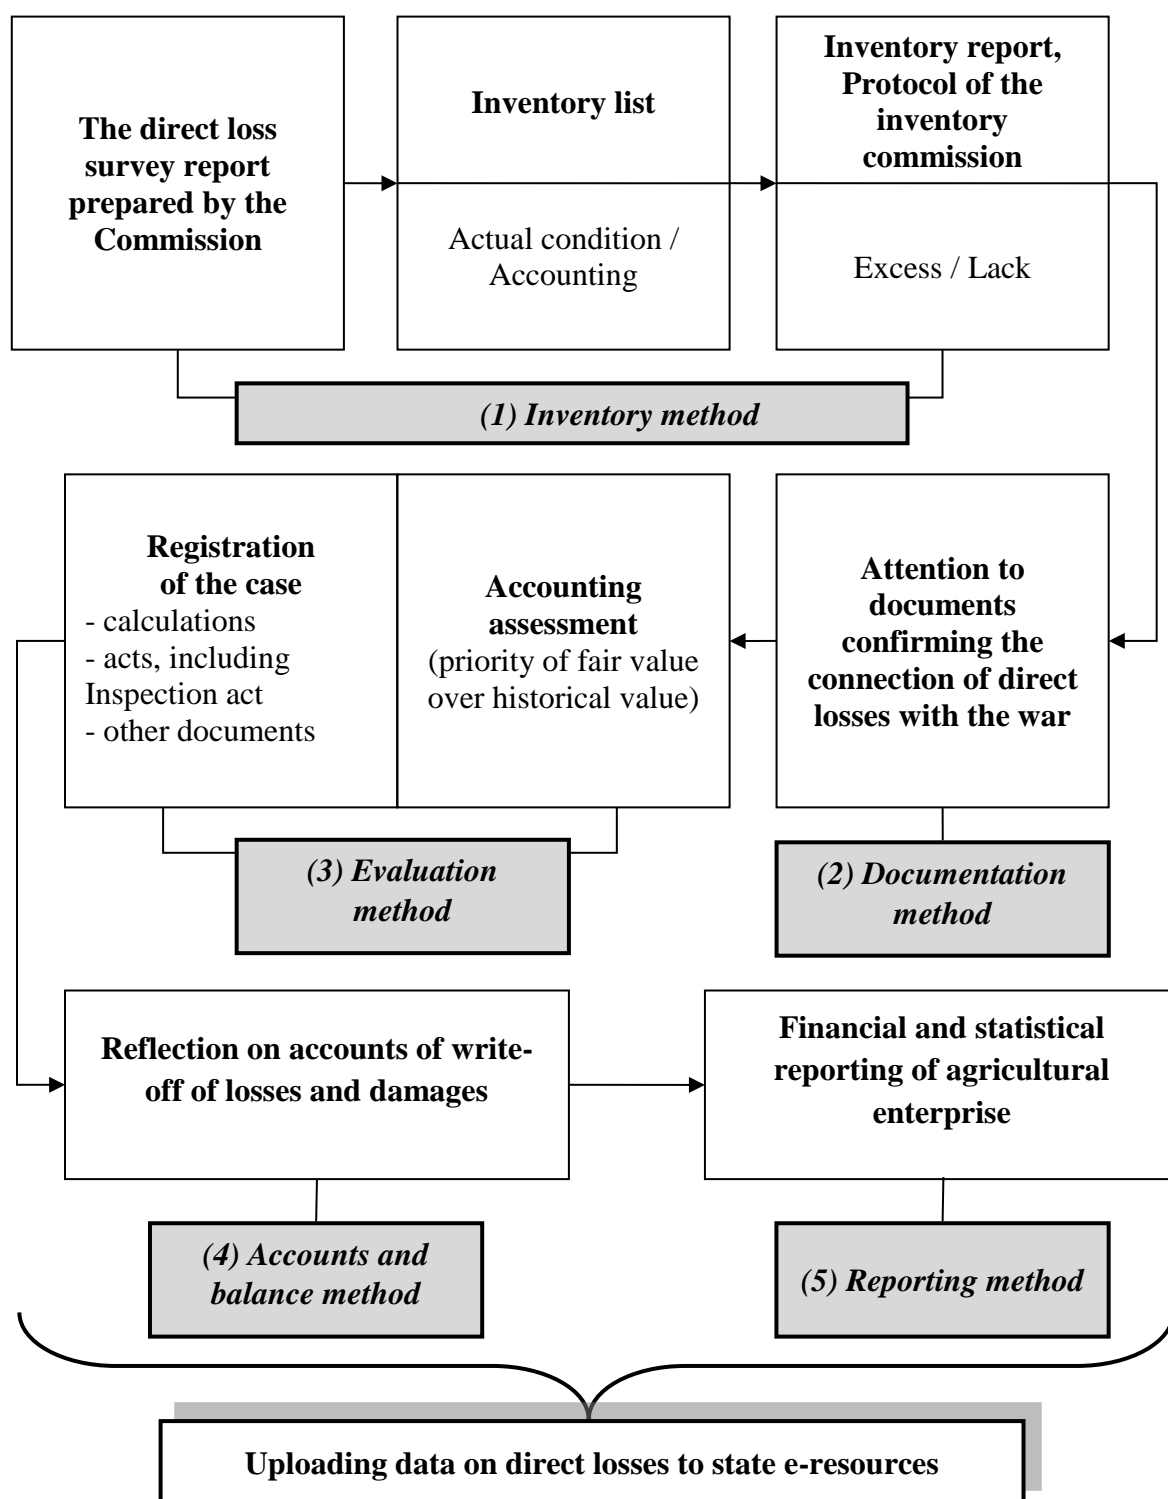 The direct loss
survey report
prepared by the
Commission
Inventory list
Actual condition /
Accounting
Inventory report,
Protocol of the
inventory
commission
Excess / Lack
(1) Inventory method
Attention to
documents
confirming the
connection of direct
losses with the war
(2) Documentation
method
Accounting
assessment
(priority of fair value
over historical value)
Registration
of the case
- calculations
- acts, including
Inspection act
- other documents
(3) Evaluation
method
Reflection on accounts of write-
off of losses and damages
(4) Accounts and
balance method
Financial and statistical
reporting of agricultural
enterprise
(5) Reporting method
Uploading data on direct losses to state e-resources